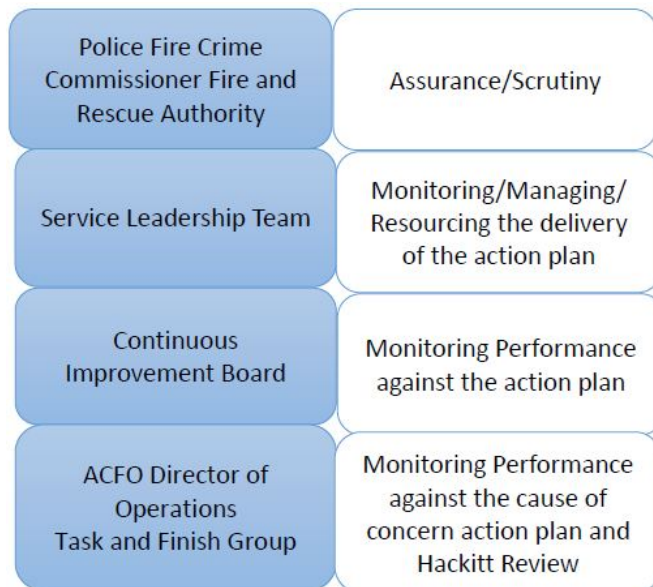 Police Fire Crime
Commissioner Fire and
Rescue Authority
Assurance/Scrutiny
Service Leadership Team
Monitoring/Managing/
Resourcing the delivery
of the action plan
Continuous
Improvement Board
Monitoring Performance
against the action plan
ACFO Director of
Operations
Task and Finish Group
Monitoring Performance
against the cause of
concern action plan and
Hackitt Review